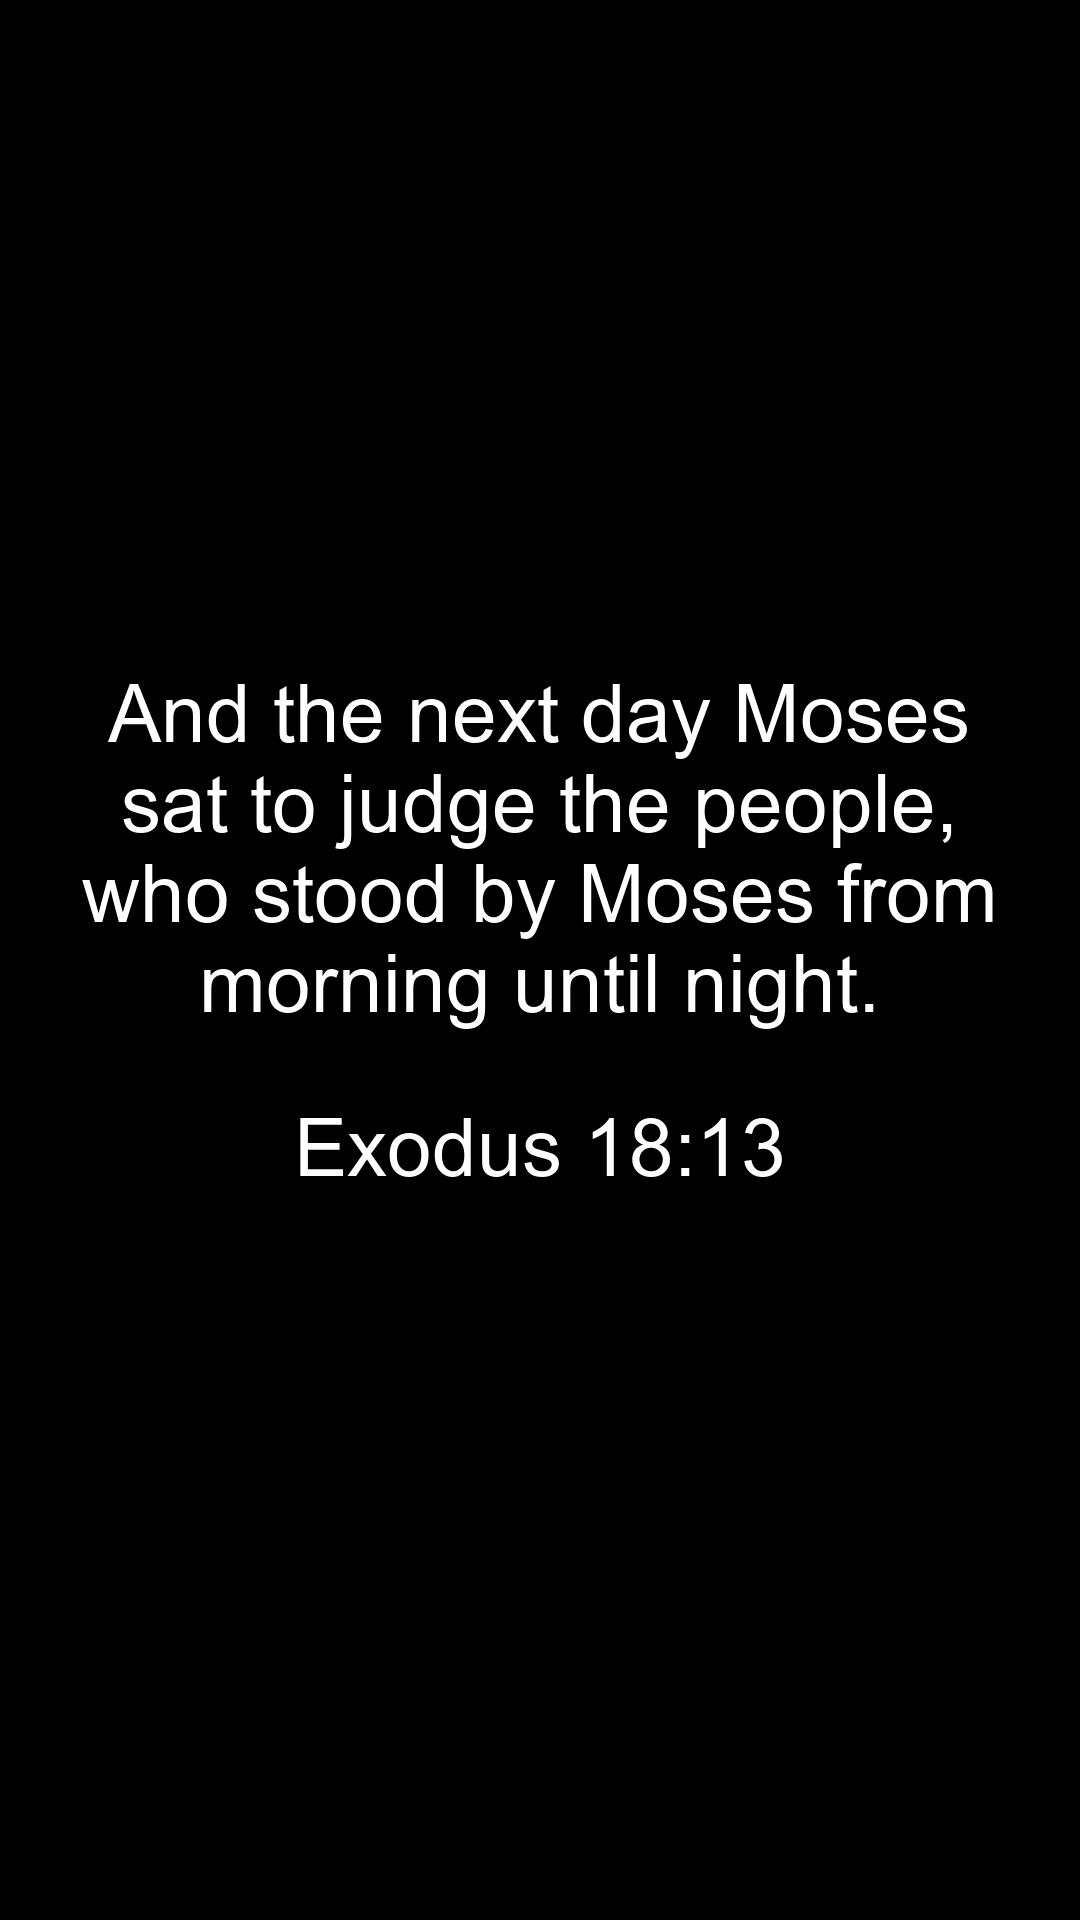 And the next day Moses
sat to judge the people,
who stood by Moses from
morning until night.
Exodus 18:13